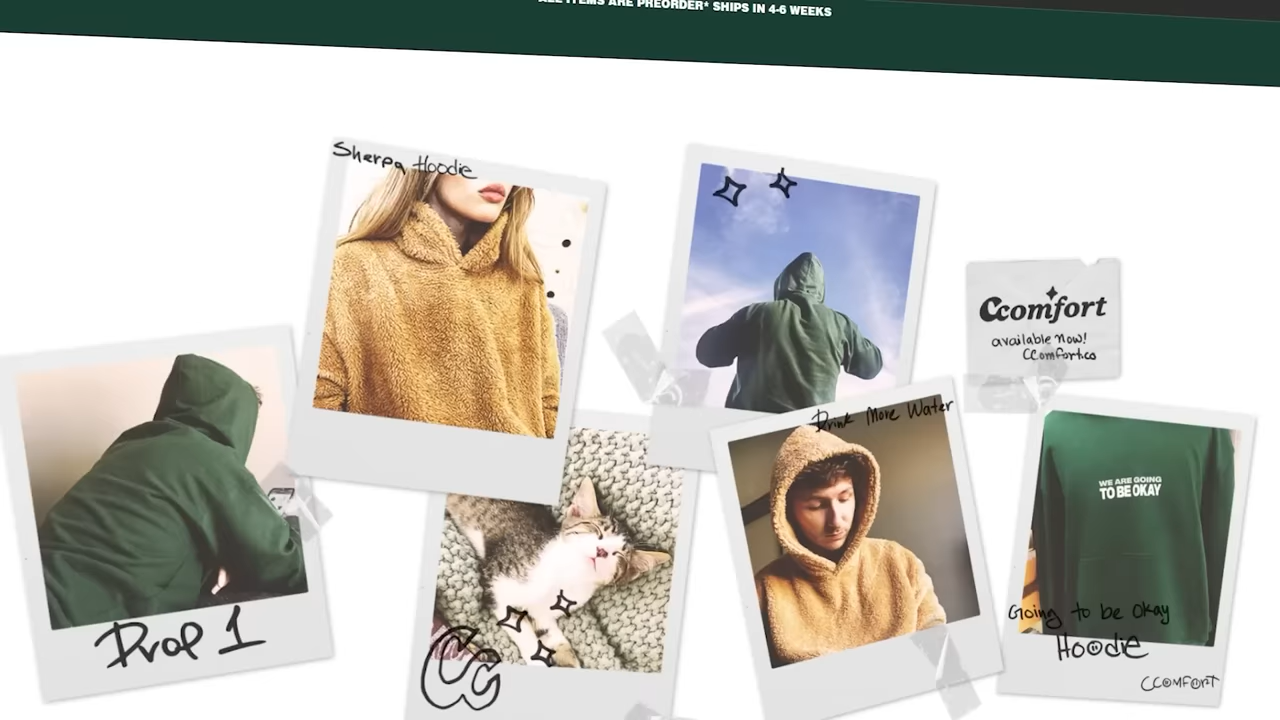 ALL ITEMS ARE PREORDER* SHIPS IN 4-6 WEEKS
Sherpa Hoodie
Ccomfort
available now!
CComfort.co
Drink More Water
WE ARE GOING
TO BE OKAY
Going to be Okay
Hoodie
CCOMFORT
Drop 1
Cc